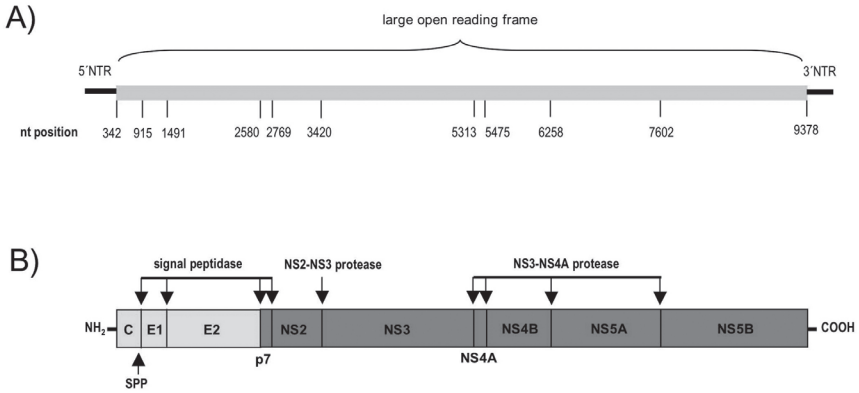 A)
large open reading frame
5´NTR
3´NTR
nt position 342 915 1491 2580 2769 3420 5313 5475 6258 7602 9378
B)
signal peptidase NS2-NS3 protease NS3-NS4A protease
NH2 C E1 E2 NS2 NS3 NS4B NS5A NS5B COOH
p7 NS4A
SPP